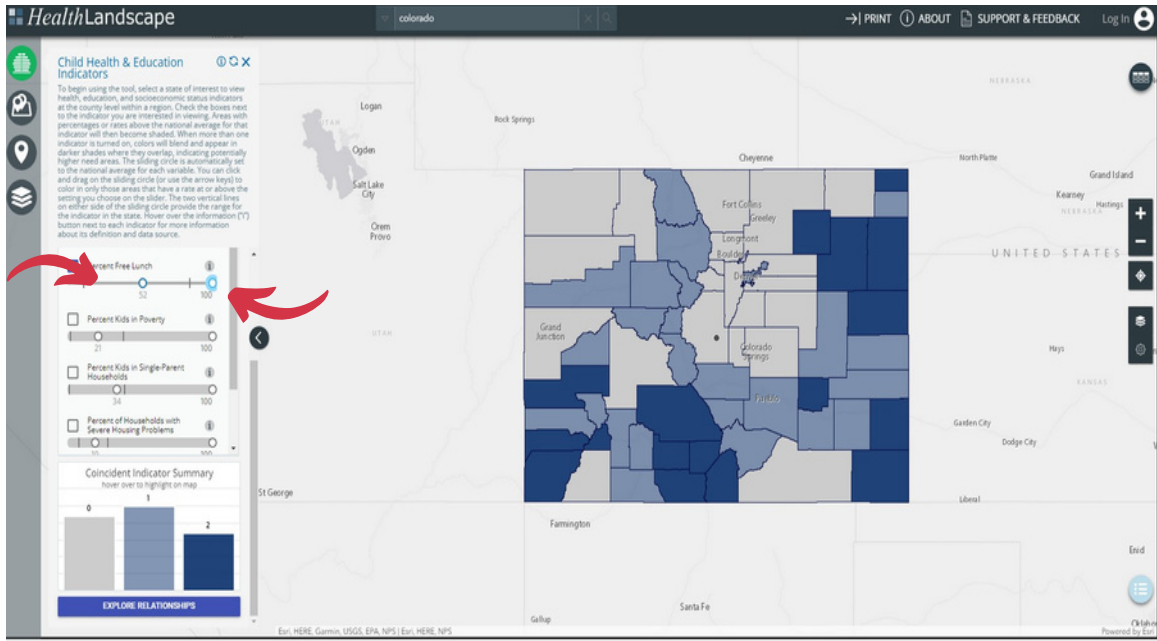 HealthLandscape
colorado
PRINT
ABOUT
SUPPORT & FEEDBACK
Log In
Child Health & Education
Indicators
To begin using the tool, select a state of interest to view
health, education, and socioeconomic status indicators
at the county level within a region. Check the boxes next
to the indicator you are interested in viewing. Areas with
percentages or rates above the national average for that
indicator will then become shaded. When more than one
indicator is turned on, colors will blend and appear in
darker shades where they overlap, indicating potentially
higher need areas. The sliding circle is automatically set
to the national average for each variable. You can click
and drag on the sliding circle (or use the arrow keys) to
color in only those areas that have a rate at or above the
setting you choose on the slider. The two vertical lines
on either side of the sliding circle provide the range for
the indicator in the state. Hover over the information ("i")
button next to each indicator for more information
about its definition and data source.
Percent Free Lunch
52
100
Percent Kids in Poverty
21
100
Percent Kids in Single-Parent
Households
34
100
Percent of Households with
Severe Housing Problems
100
Coincident Indicator Summary
hover over to highlight on map
0
1
2
EXPLORE RELATIONSHIPS
NEBRASKA
Logan
Rock Springs
UTAH
Ogden
Cheyenne
North Platte
Salt Lake
City
Grand Island
Kearney
Hastings
NEBRASKA
Fort Collins
Greeley
Orem
Provo
Longmont
Boulder
UNITED STATES
Grand
Junction
UTAH
Colorado
Springs
Hays
KANSAS
Pueblo
Garden City
Dodge City
St George
Liberal
Farmington
Enid
Santa Fe
Gallup
Esri, HERE, Garmin, USGS, EPA, NPS | Esri, HERE, NPS
Powered by Esri